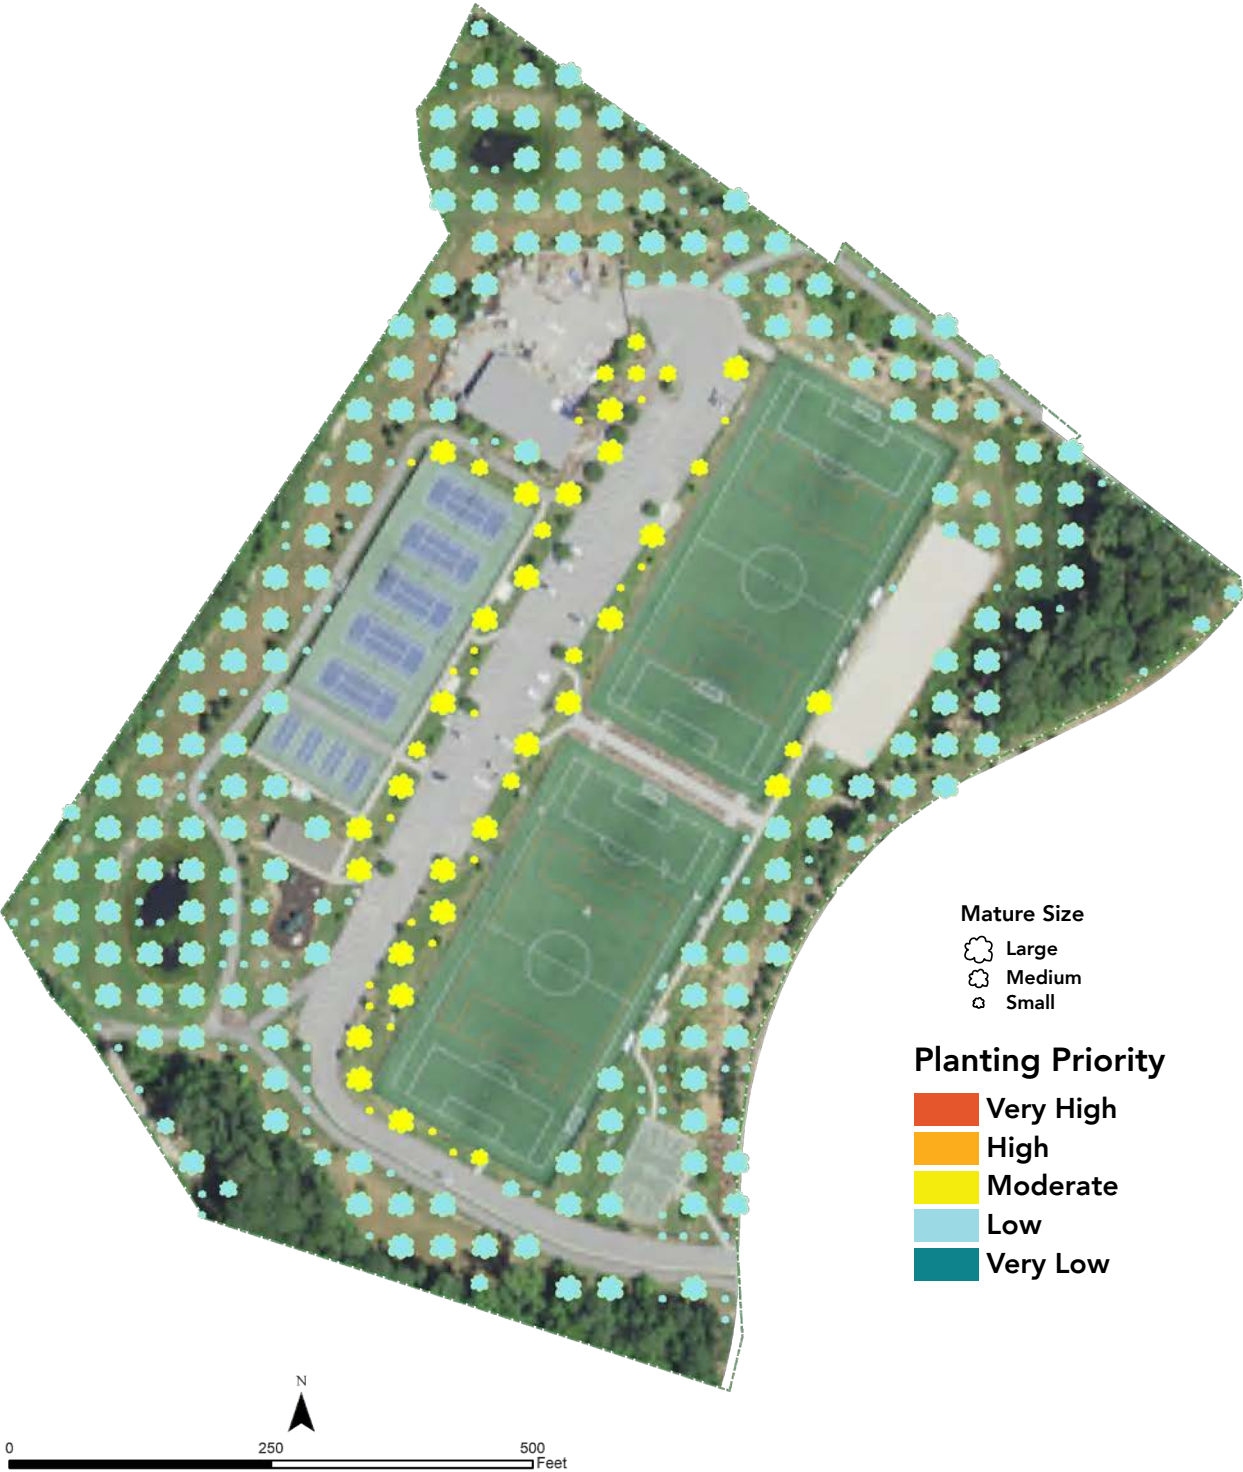 Mature Size
Large
Medium
Small
Planting Priority
Very High
High
Moderate
Low
Very Low
N
0 250 500
Feet